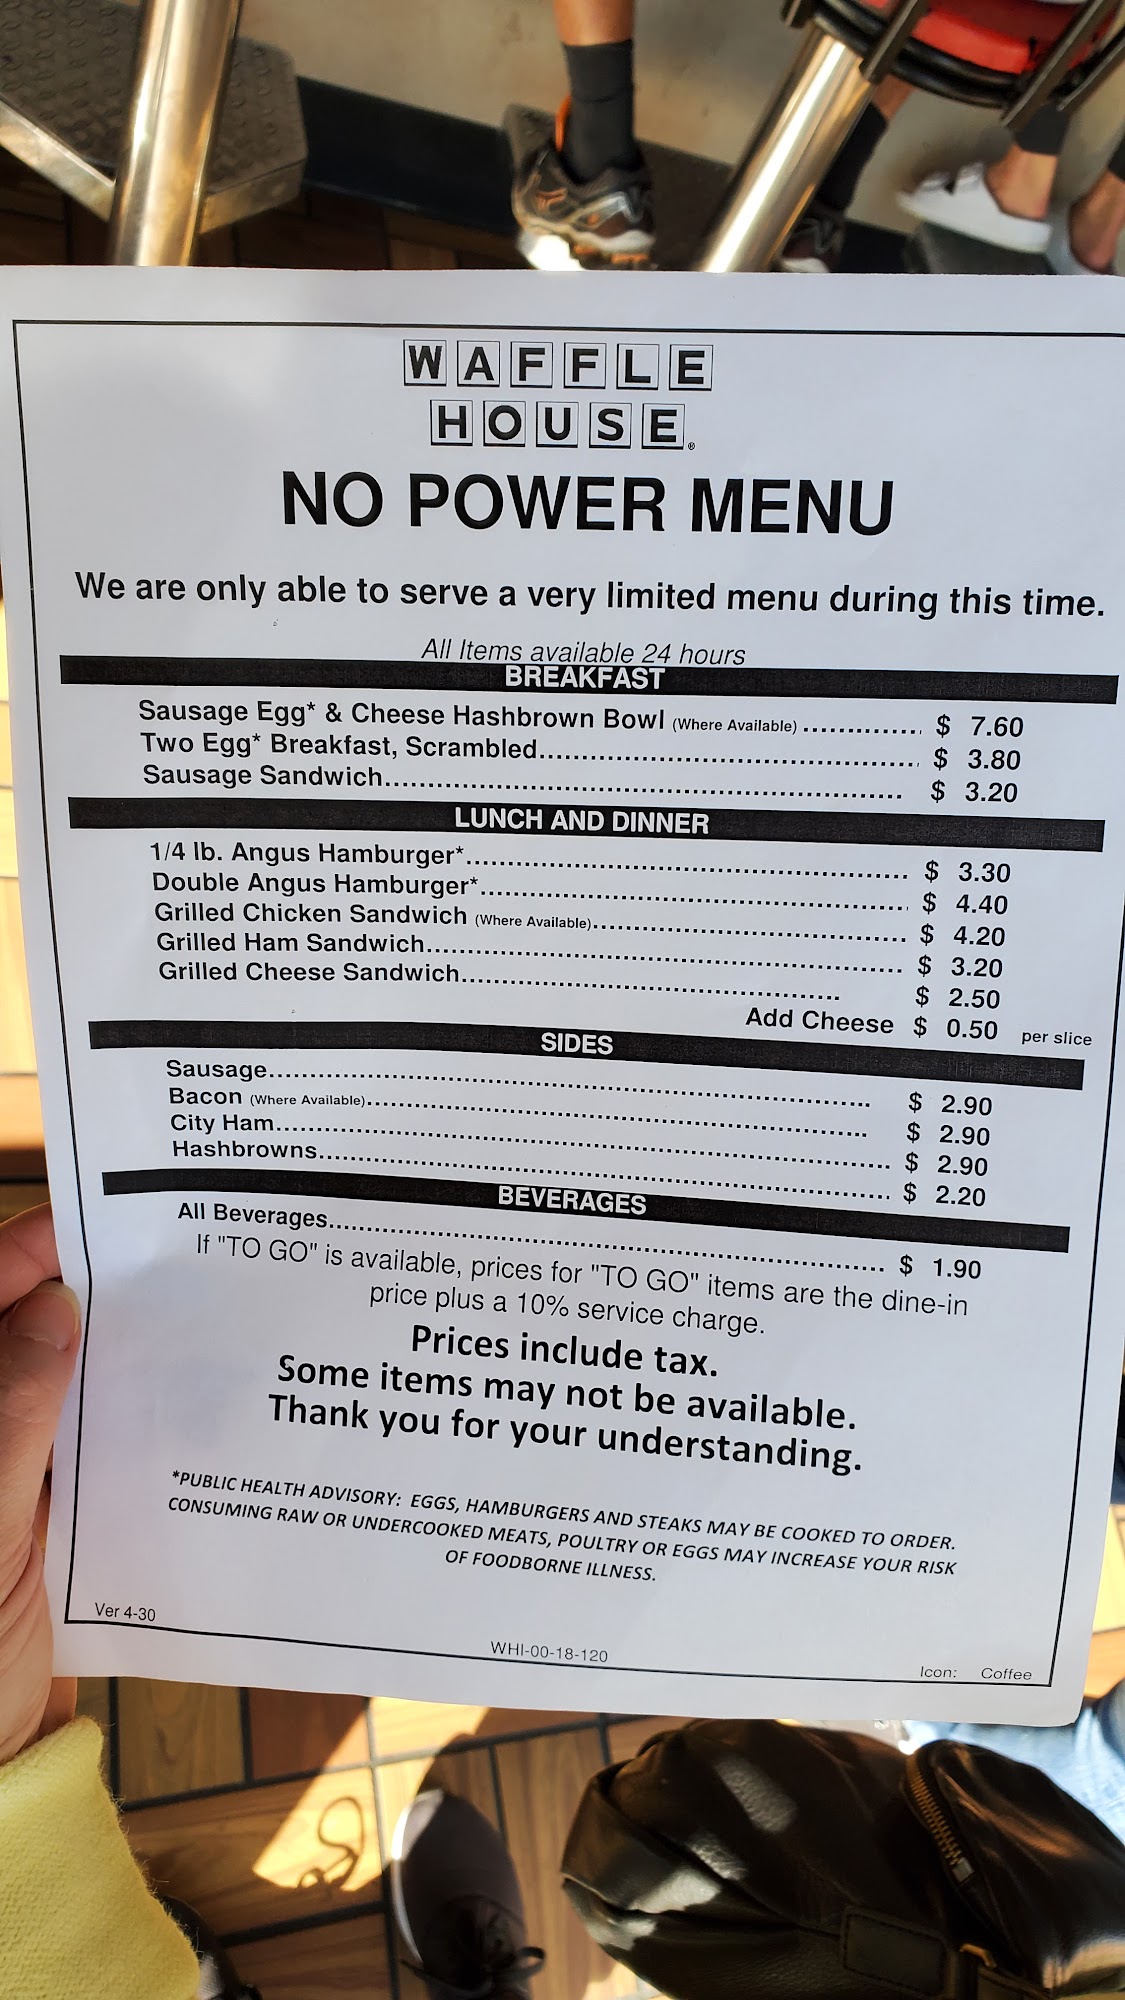 WAFFLE
HOUSE®
NO POWER MENU
We are only able to serve a very limited menu during this time.
All Items available 24 hours
BREAKFAST
Sausage Egg* & Cheese Hashbrown Bowl (Where Available) ............. $ 7.60
Two Egg* Breakfast, Scrambled.................................................... $ 3.80
Sausage Sandwich..................................................................... $ 3.20
LUNCH AND DINNER
1/4 lb. Angus Hamburger*.......................................................... $ 3.30
Double Angus Hamburger*......................................................... $ 4.40
Grilled Chicken Sandwich (Where Available)......................................... $ 4.20
Grilled Ham Sandwich............................................................... $ 3.20
Grilled Cheese Sandwich.................................................. $ 2.50
Add Cheese $ 0.50 per slice
SIDES
Sausage................................................................................ $ 2.90
Bacon (Where Available).................................................................. $ 2.90
City Ham................................................................................ $ 2.90
Hashbrowns........................................................................... $ 2.20
BEVERAGES
All Beverages......................................................................... $ 1.90
If "TO GO" is available, prices for "TO GO" items are the dine-in
price plus a 10% service charge.
Prices include tax.
Some items may not be available.
Thank you for your understanding.
*PUBLIC HEALTH ADVISORY: EGGS, HAMBURGERS AND STEAKS MAY BE COOKED TO ORDER.
CONSUMING RAW OR UNDERCOOKED MEATS, POULTRY OR EGGS MAY INCREASE YOUR RISK
OF FOODBORNE ILLNESS.
Ver 4-30
WHI-00-18-120
Icon: Coffee